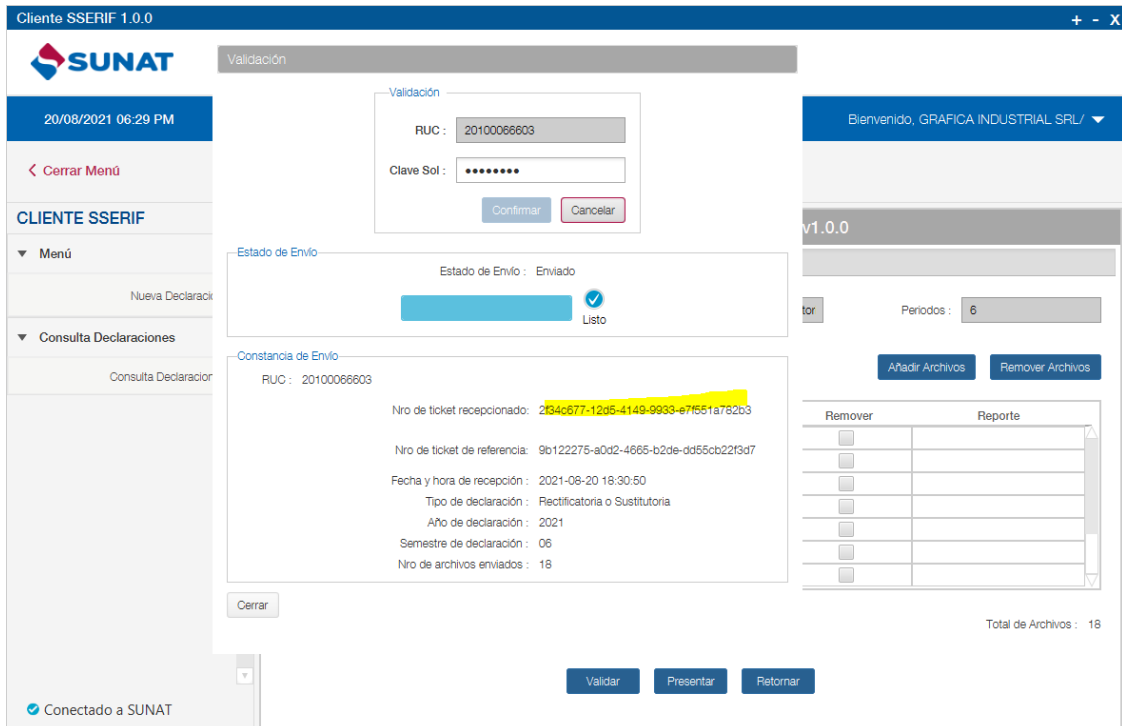 Cliente SSERIF 1.0.0
+ - X
SUNAT
Validación
20/08/2021 06:29 PM
Bienvenido, GRAFICA INDUSTRIAL SRL/
Cerrar Menú
CLIENTE SSERIF
Menú
Nueva Declaracio
Consulta Declaraciones
Consulta Declaracion
Conectado a SUNAT
Validación
RUC : 20100066603
Clave Sol : ••••••••
Confirmar Cancelar
Estado de Envío
Estado de Envío : Enviado
Listo
Constancia de Envío
RUC : 20100066603
Nro de ticket recepcionado: 2f34c677-12d5-4149-9933-e7f551a782b3
Nro de ticket de referencia: 9b122275-a0d2-4665-b2de-dd55cb22f3d7
Fecha y hora de recepción : 2021-08-20 18:30:50
Tipo de declaración : Rectificatoria o Sustitutoria
Año de declaración : 2021
Semestre de declaración : 06
Nro de archivos enviados : 18
Cerrar
v1.0.0
tor Periodos : 6
Añadir Archivos Remover Archivos
Remover Reporte
Total de Archivos : 18
Validar Presentar Retornar